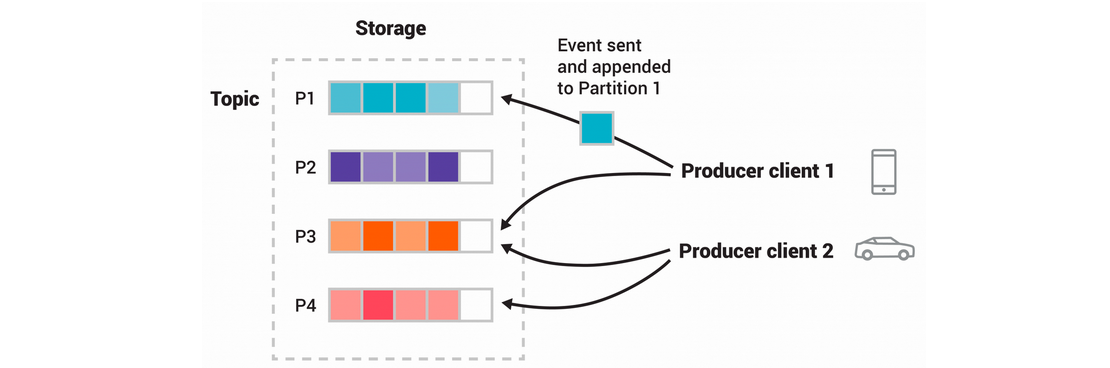 Storage
Event sent
and appended
to Partition 1
Topic
P1
P2
Producer client 1
P3
Producer client 2
P4